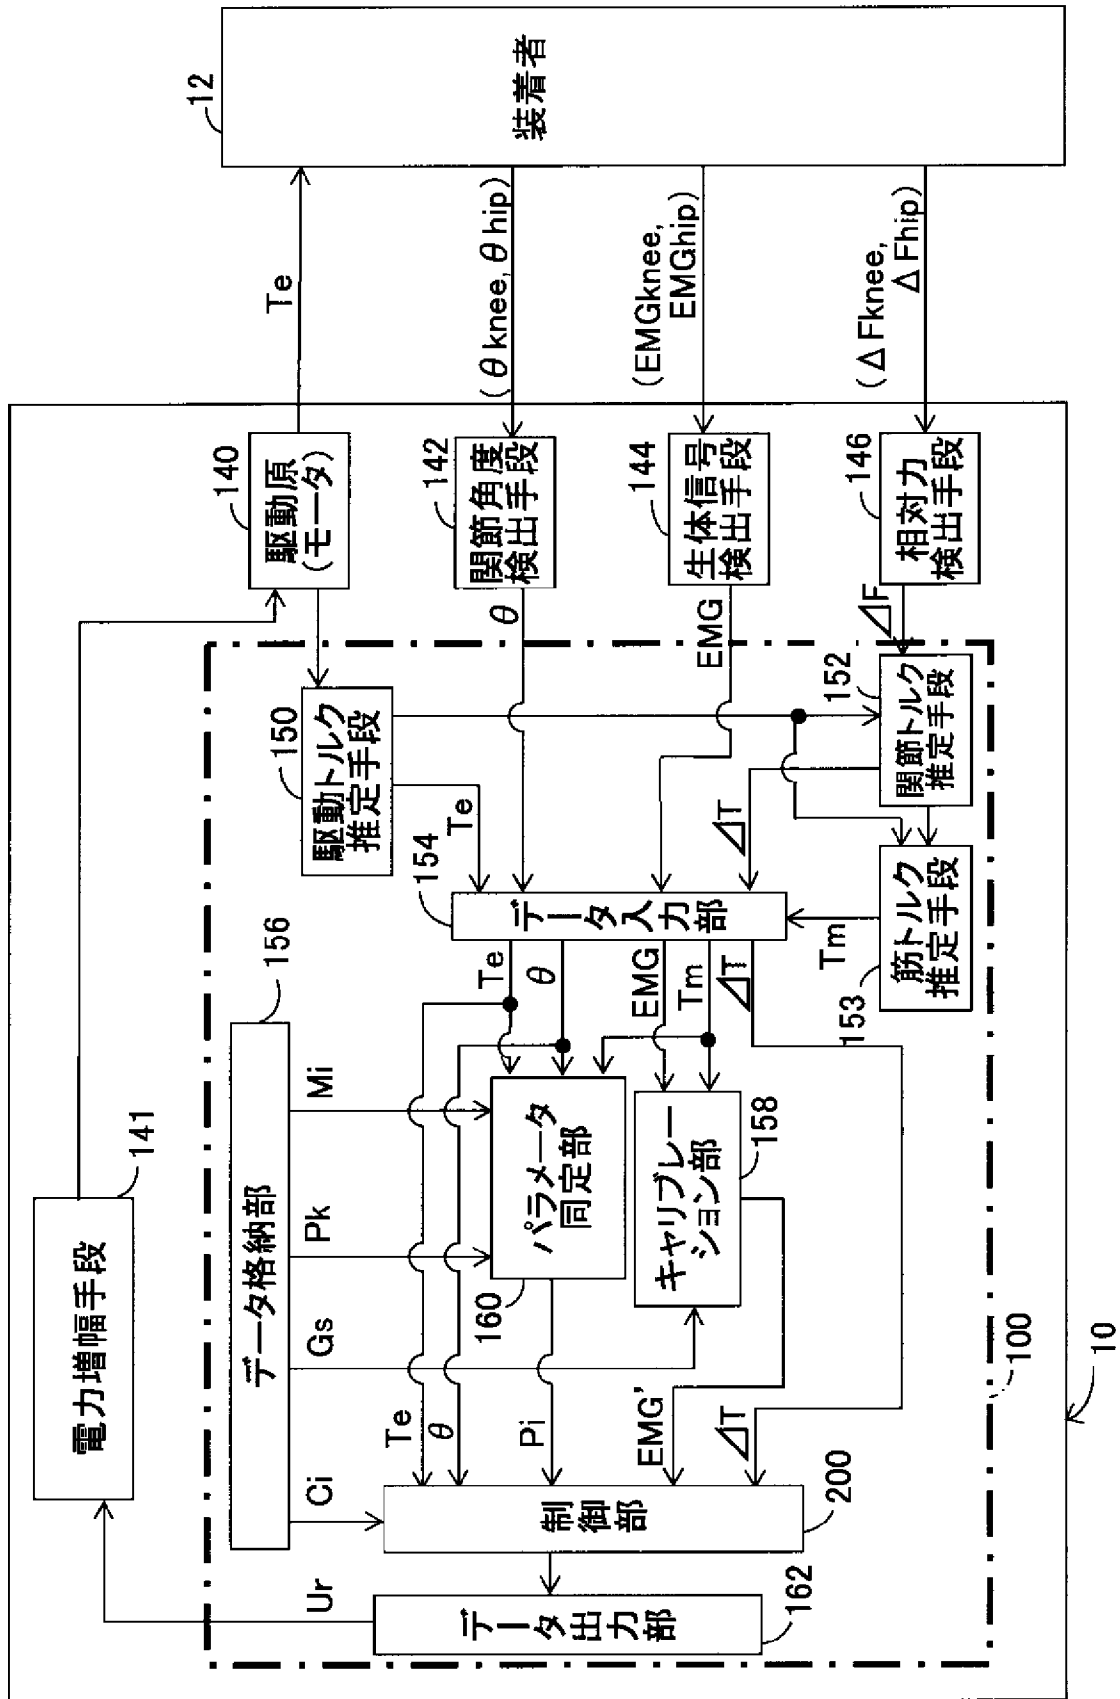 10
100
電力増幅手段
141
Ur
データ格納部
156
Ci
Gs
Pk
Mi
データ出力部
162
制御部
200
Te
θ
Pi
EMG'
ΔT
パラメータ
同定部
160
キャリブレー
ション部
158
Te
θ
EMG
Tm
ΔT
データ入力部
154
Te
ΔT
Tm
駆動トルク
推定手段
150
関節トルク
推定手段
152
筋トルク
推定手段
153
θ
EMG
ΔF
駆動原
(モータ)
140
関節角度
検出手段
142
生体信号
検出手段
144
相対力
検出手段
146
Te
(θknee,θhip)
(EMGknee,
EMGhip)
(ΔFknee,
ΔFhip)
装着者
12